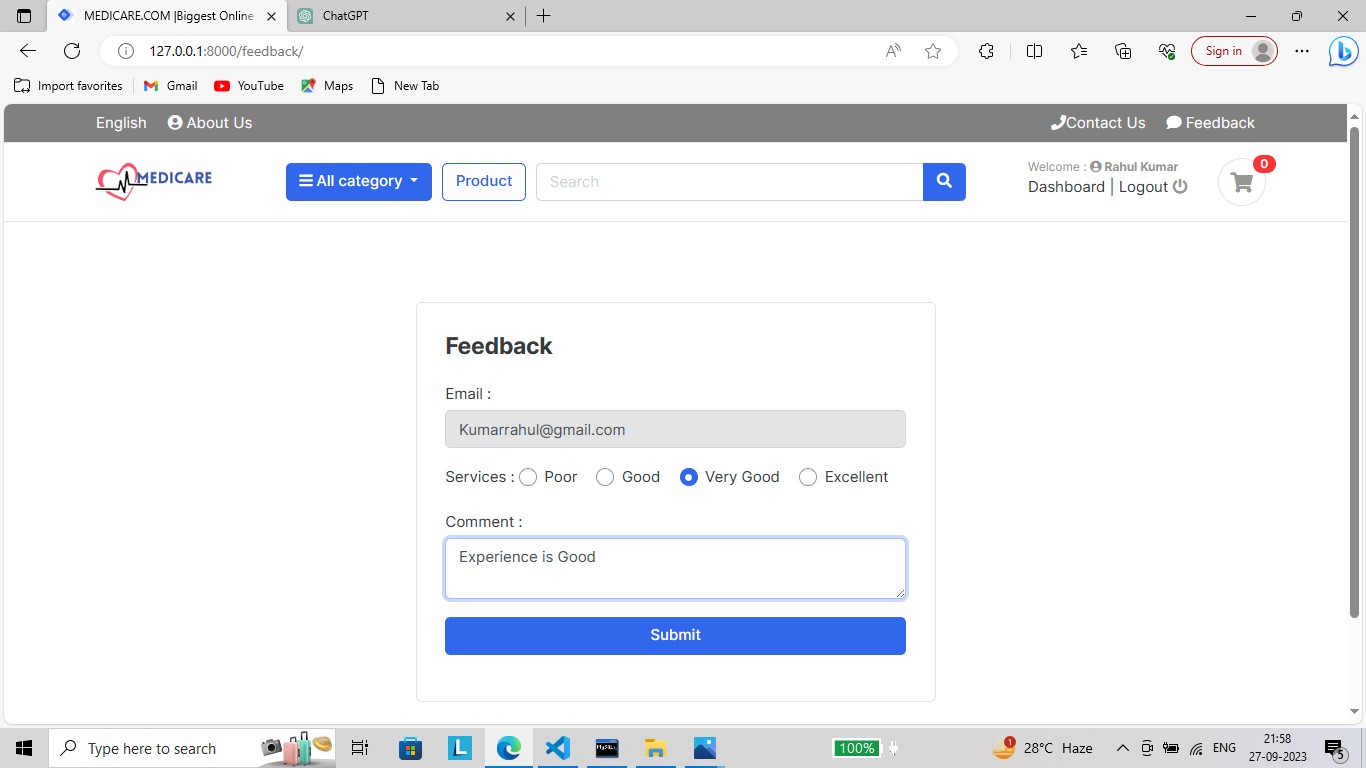 MEDICARE.COM |Biggest Online
ChatGPT
127.0.0.1:8000/feedback/
Sign in
Import favorites
Gmail
YouTube
Maps
New Tab
English
About Us
Contact Us
Feedback
MEDICARE
All category
Product
Search
Welcome : Rahul Kumar
Dashboard | Logout
0
Feedback
Email :
Kumarrahul@gmail.com
Services : Poor Good Very Good Excellent
Comment :
Experience is Good
Submit
Type here to search
L
MySQL
100%
1
28°C Haze
ENG
21:58
27-09-2023
5